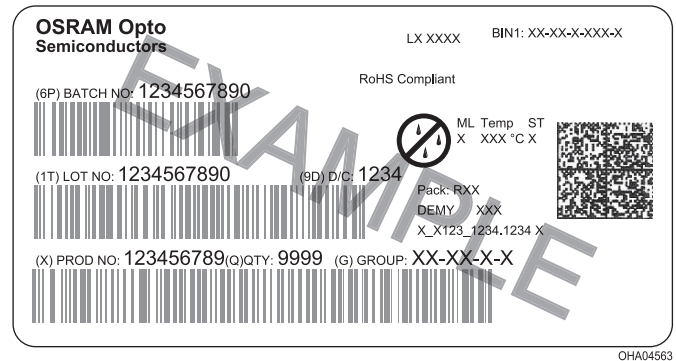 OSRAM Opto
Semiconductors
LX XXXX
BIN1: XX-XX-X-XXX-X
RoHS Compliant
(6P) BATCH NO: 1234567890
ML Temp ST
X XXX °C X
(1T) LOT NO: 1234567890 (9D) D/C: 1234
Pack: RXX
DEMY XXX
X_X123_1234.1234 X
(X) PROD NO: 123456789(Q)QTY: 9999 (G) GROUP: XX-XX-X-X
EXAMPLE
OHA04563